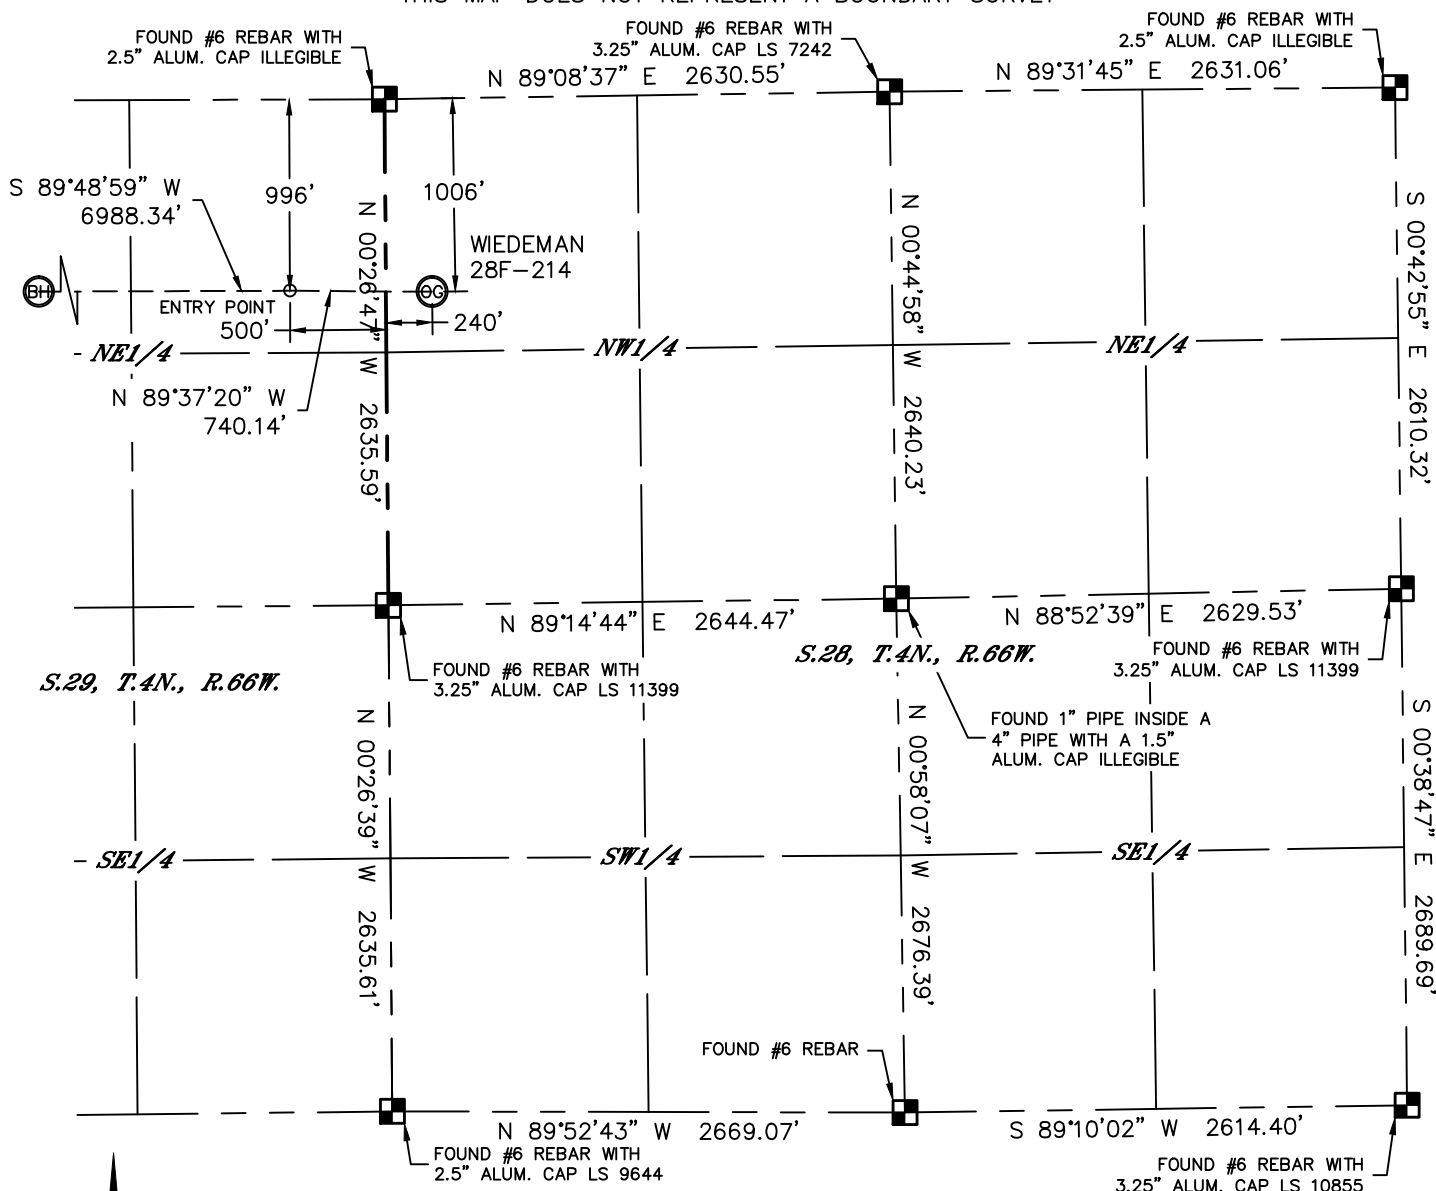 THIS MAP DOES NOT REPRESENT A BOUNDARY SURVEY
FOUND #6 REBAR WITH
2.5" ALUM. CAP ILLEGIBLE
FOUND #6 REBAR WITH
3.25" ALUM. CAP LS 7242
FOUND #6 REBAR WITH
2.5" ALUM. CAP ILLEGIBLE
N 89°08'37" E 2630.55'
N 89°31'45" E 2631.06'
S 89°48'59" W
6988.34'
996'
1006'
N 00°26'47" W 2635.59'
N 00°44'58" W 2640.23'
S 00°42'55" E 2610.32'
WIEDEMAN
28F-214
BH
OG
ENTRY POINT
500'
240'
NE1/4
NW1/4
NE1/4
N 89°37'20" W
740.14'
N 89°14'44" E 2644.47'
N 88°52'39" E 2629.53'
S.29, T.4N., R.66W.
S.28, T.4N., R.66W.
FOUND #6 REBAR WITH
3.25" ALUM. CAP LS 11399
FOUND #6 REBAR WITH
3.25" ALUM. CAP LS 11399
FOUND 1" PIPE INSIDE A
4" PIPE WITH A 1.5"
ALUM. CAP ILLEGIBLE
N 00°26'39" W 2635.61'
N 00°58'07" W 2676.39'
S 00°38'47" E 2689.69'
SE1/4
SW1/4
SE1/4
FOUND #6 REBAR
N 89°52'43" W 2669.07'
S 89°10'02" W 2614.40'
FOUND #6 REBAR WITH
2.5" ALUM. CAP LS 9644
FOUND #6 REBAR WITH
3.25" ALUM. CAP LS 10855